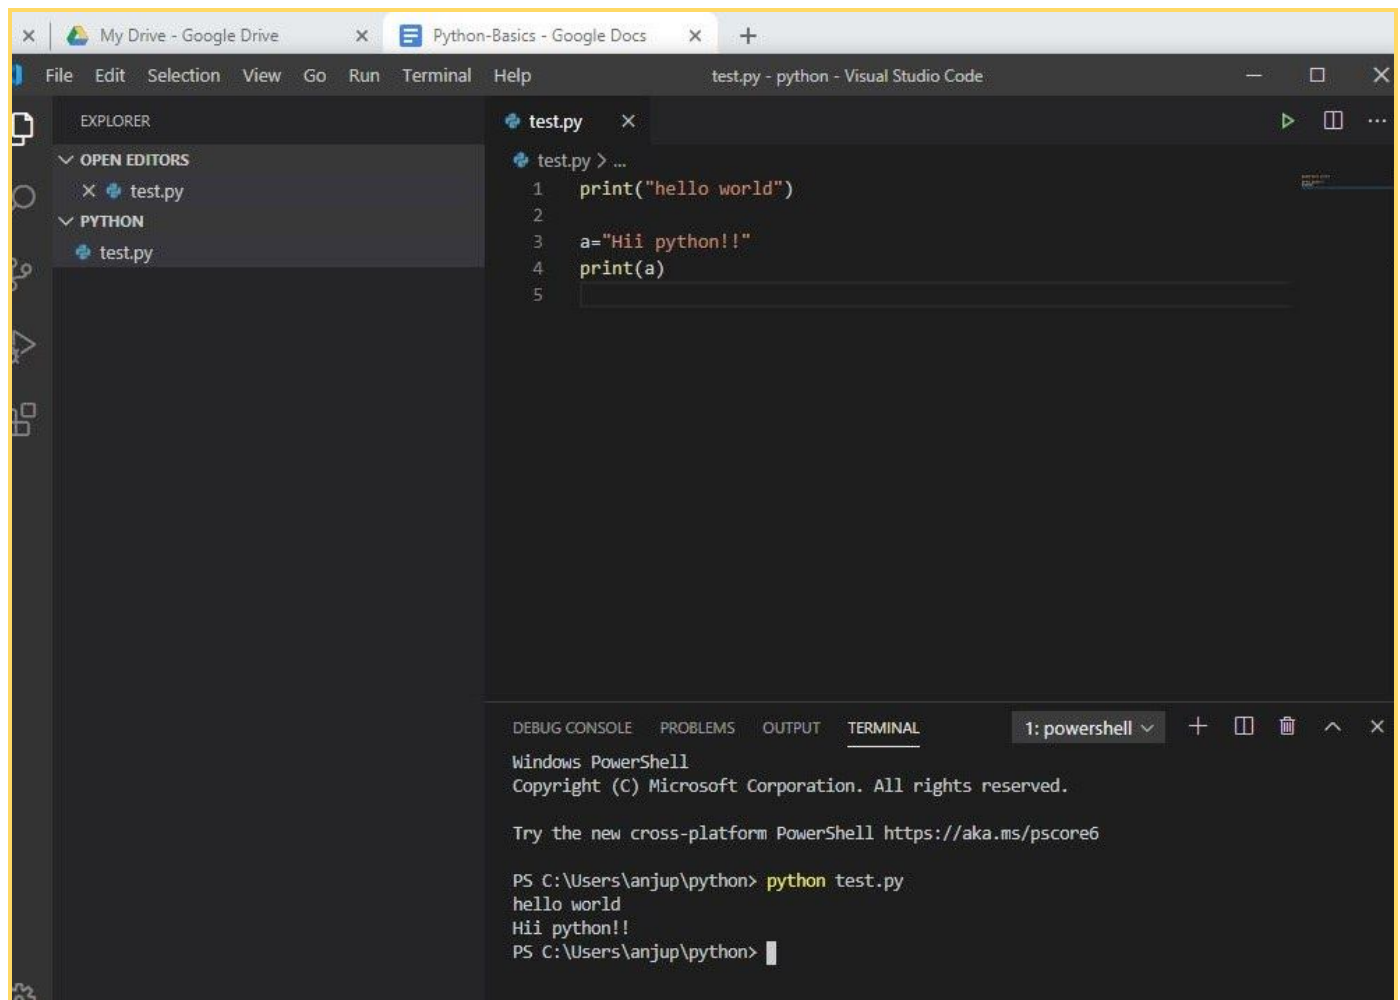 My Drive - Google Drive
Python-Basics - Google Docs
File Edit Selection View Go Run Terminal Help test.py - python - Visual Studio Code
EXPLORER
OPEN EDITORS
test.py
PYTHON
test.py
test.py
test.py > ...
1 print("hello world")
2
3 a="Hii python!!"
4 print(a)
5
DEBUG CONSOLE PROBLEMS OUTPUT TERMINAL 1: powershell
Windows PowerShell
Copyright (C) Microsoft Corporation. All rights reserved.
Try the new cross-platform PowerShell https://aka.ms/pscore6
PS C:\Users\anjup\python> python test.py
hello world
Hii python!!
PS C:\Users\anjup\python>